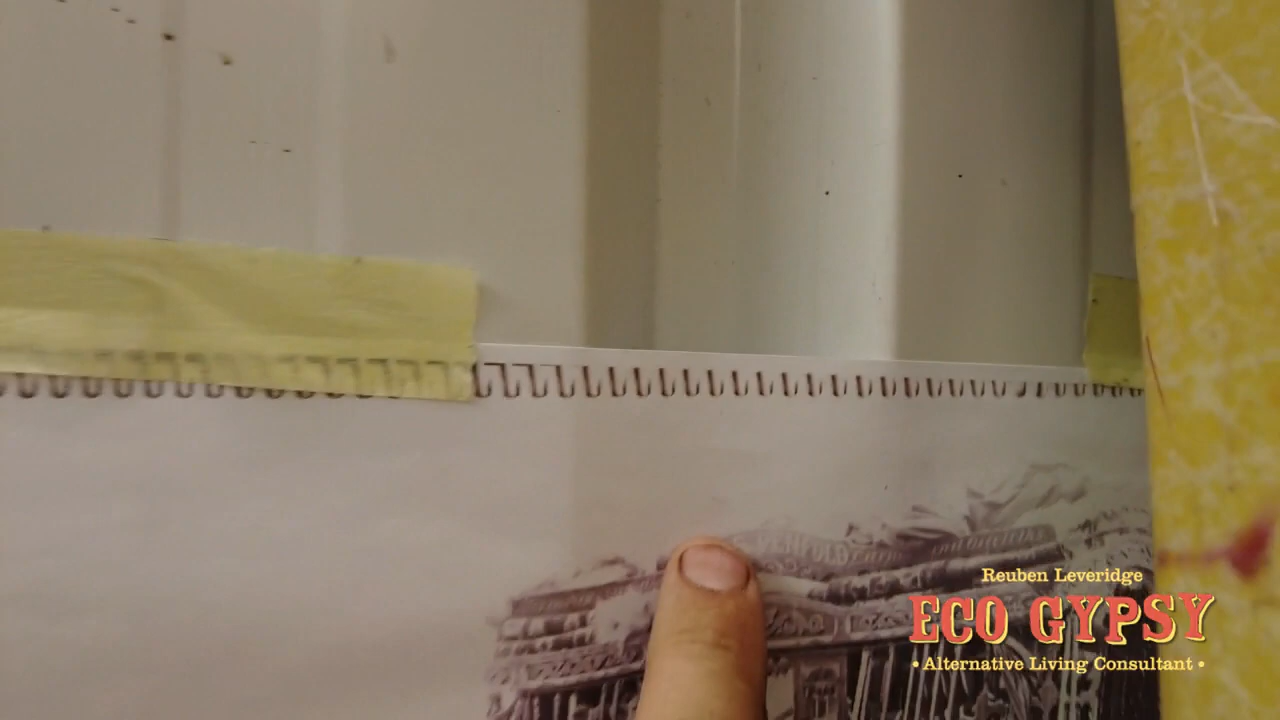 Reuben Leveridge
ECO GYPSY
• Alternative Living Consultant •